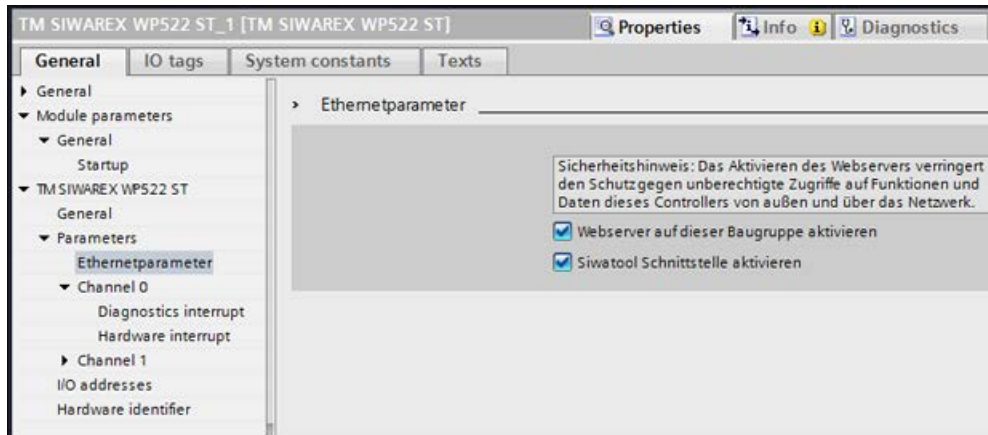 TM SIWAREX WP522 ST_1 [TM SIWAREX WP522 ST]
Properties
Info
Diagnostics
General
IO tags
System constants
Texts
General
Module parameters
General
Startup
TM SIWAREX WP522 ST
General
Parameters
Ethernetparameter
Channel 0
Diagnostics interrupt
Hardware interrupt
Channel 1
I/O addresses
Hardware identifier
Ethernetparameter
Sicherheitshinweis: Das Aktivieren des Webservers verringert
den Schutz gegen unberechtigte Zugriffe auf Funktionen und
Daten dieses Controllers von außen und über das Netzwerk.
Webserver auf dieser Baugruppe aktivieren
Siwatool Schnittstelle aktivieren